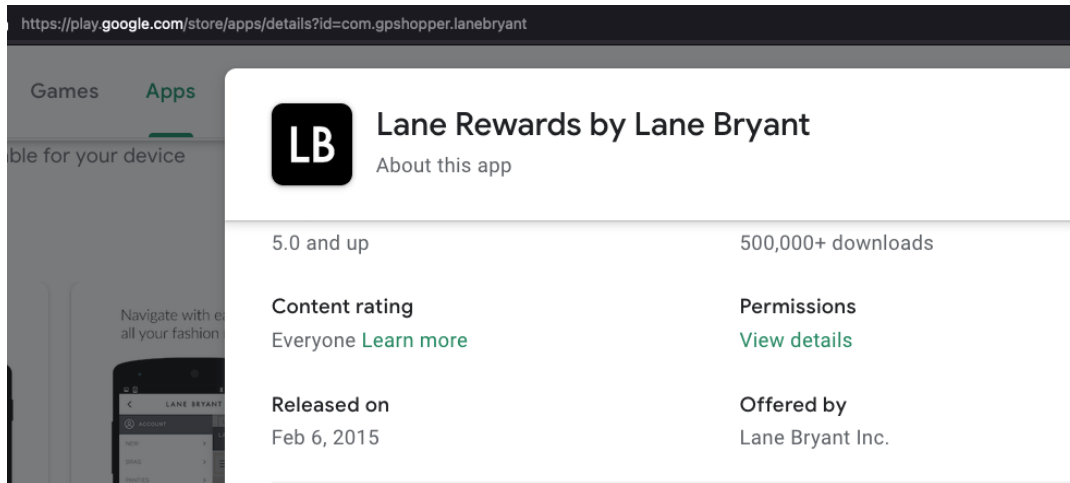 https://play.google.com/store/apps/details?id=com.gpshopper.lanebryant
Games Apps
ble for your device
LB
Lane Rewards by Lane Bryant
About this app
5.0 and up
500,000+ downloads
Content rating
Everyone Learn more
Permissions
View details
Released on
Feb 6, 2015
Offered by
Lane Bryant Inc.
Navigate with ea
all your fashion
LANE BRYANT
ACCOUNT
NEW
EMAIL